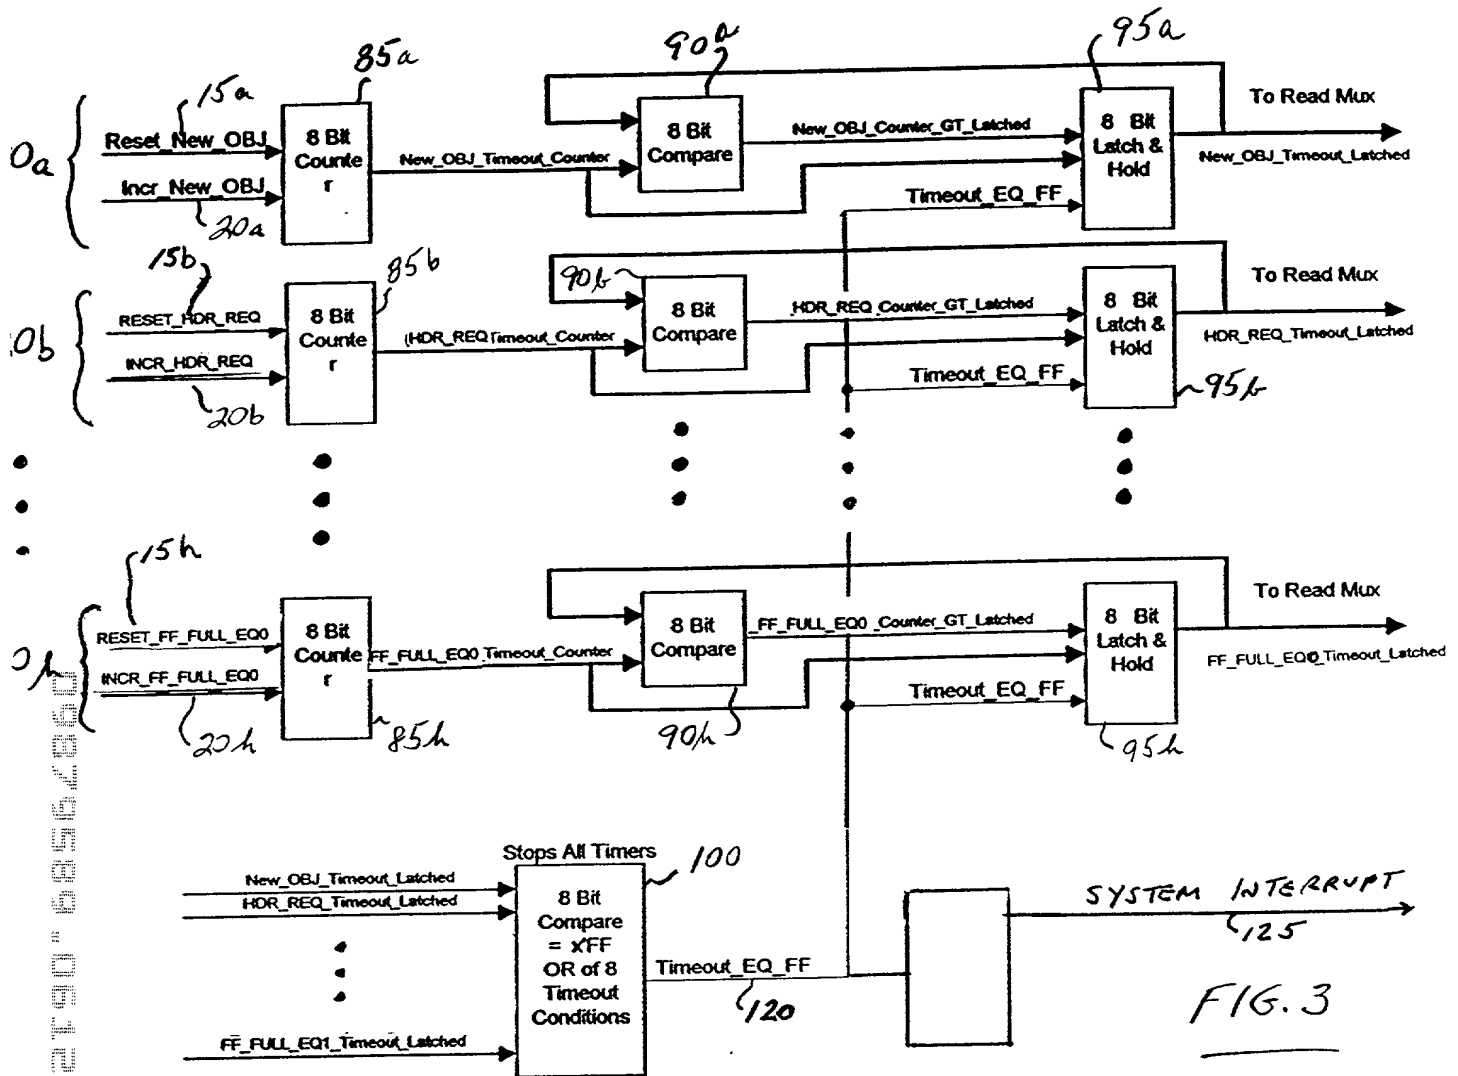 85a
90a
95a
15a
0a
Reset_New_OBJ
Incr_New_OBJ
20a
8 Bit
Counte
r
New_OBJ_Timeout_Counter
8 Bit
Compare
New_OBJ_Counter_GT_Latched
Timeout_EQ_FF
8 Bit
Latch &
Hold
To Read Mux
New_OBJ_Timeout_Latched
15b
85b
90b
0b
RESET_HDR_REQ
INCR_HDR_REQ
20b
8 Bit
Counte
r
(HDR_REQ Timeout_Counter
8 Bit
Compare
HDR_REQ_Counter_GT_Latched
Timeout_EQ_FF
8 Bit
Latch &
Hold
95b
To Read Mux
HDR_REQ_Timeout_Latched
15h
0h
RESET_FF_FULL_EQ0
INCR_FF_FULL_EQ0
20h
8 Bit
Counte
r
85h
FF_FULL_EQ0_Timeout_Counter
8 Bit
Compare
90h
_FF_FULL_EQ0_Counter_GT_Latched
Timeout_EQ_FF
8 Bit
Latch &
Hold
95h
To Read Mux
FF_FULL_EQ0_Timeout_Latched
Stops All Timers
100
New_OBJ_Timeout_Latched
HDR_REQ_Timeout_Latched
FF_FULL_EQ1_Timeout_Latched
8 Bit
Compare
= xFF
OR of 8
Timeout
Conditions
Timeout_EQ_FF
120
SYSTEM INTERRUPT
125
FIG. 3